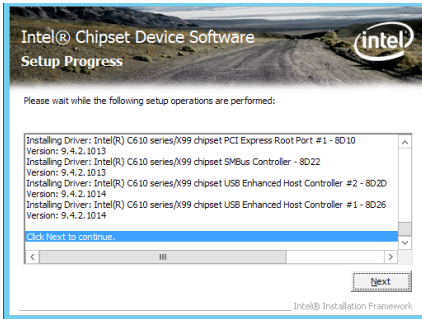 Intel® Chipset Device Software
Setup Progress
intel
Please wait while the following setup operations are performed:
Installing Driver: Intel(R) C610 series/X99 chipset PCI Express Root Port #1 - 8D10
Version: 9.4.2.1013
Installing Driver: Intel(R) C610 series/X99 chipset SMBus Controller - 8D22
Version: 9.4.2.1013
Installing Driver: Intel(R) C610 series/X99 chipset USB Enhanced Host Controller #2 - 8D2D
Version: 9.4.2.1014
Installing Driver: Intel(R) C610 series/X99 chipset USB Enhanced Host Controller #1 - 8D26
Version: 9.4.2.1014
Click Next to continue.
Next
Intel® Installation Framework